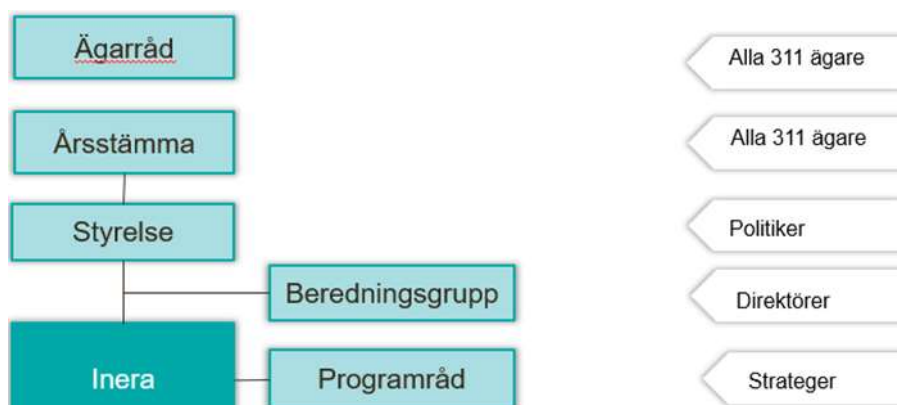 Ägarråd
Alla 311 ägare
Årsstämma
Alla 311 ägare
Styrelse
Politiker
Beredningsgrupp
Direktörer
Inera
Programråd
Strateger